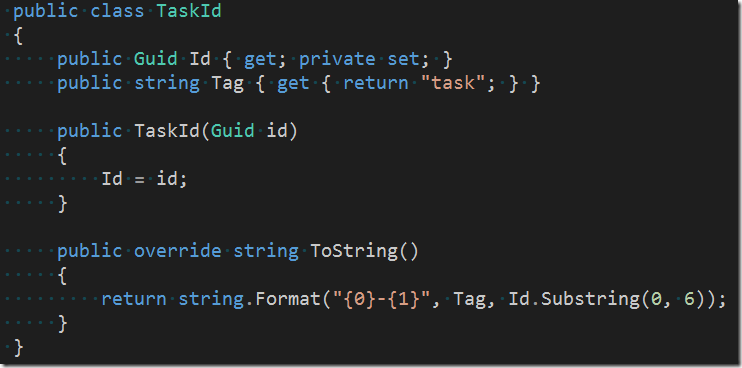 public class TaskId
{
public Guid Id { get; private set; }
public string Tag { get { return "task"; } }
public TaskId(Guid id)
{
Id = id;
}
public override string ToString()
{
return string.Format("{0}-{1}", Tag, Id.Substring(0, 6));
}
}